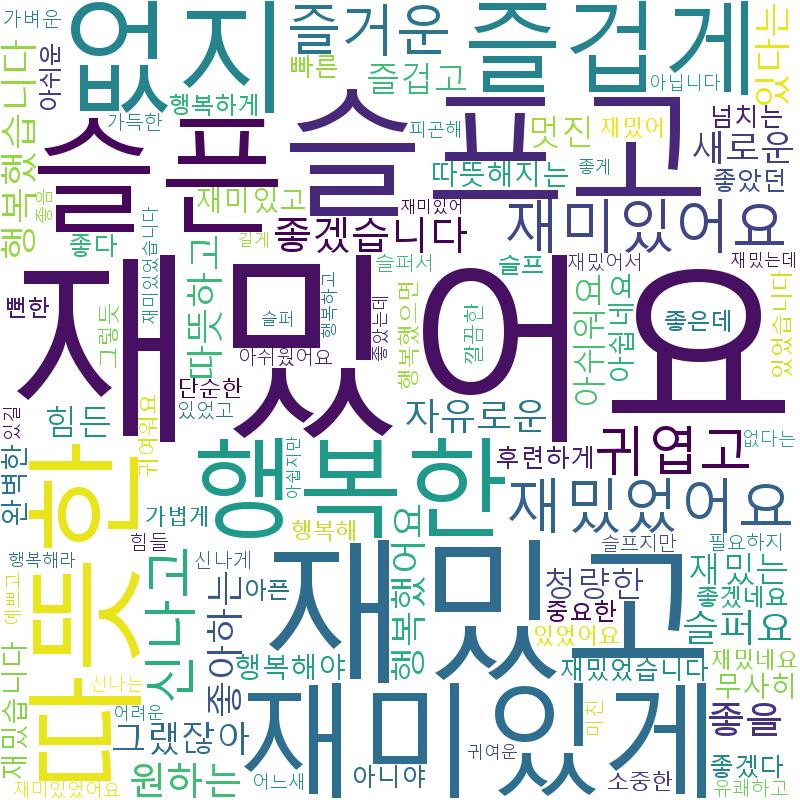 가벼운
없지
즐거운
즐겁게
있다는
행복했습니다
아쉬운
빠른
즐겁고
아닙니다
행복하게
가득한
슬픈
슬프고
피곤해
멋진
재밌어
넘치는
새로운
따뜻해지는
좋게
좋았던
좋음
재미있고
재미있어
재미있어요
좋다
재미있었습니다
따뜻하고
길게
좋겠습니다
슬퍼서
슬프
재밌어서
재밌는데
뻔한
그렇듯
재밌어요
슬퍼
행복하고
좋았는데
행복했으면
깔끔한
아쉬워요
아쉽네요
좋은데
있었습니다
아쉬웠어요
단순한
있었고
힘든
자유로운
있길
귀여워요
완벽한
따뜻한
행복한
아쉽지만
후련하게
귀엽고
없다는
가볍게
행복해
행복했어요
재밌었어요
힘들
신나게
슬프지만
필요하지
행복해라
예쁘고
신나고
좋아하는
아픈
재밌고
청량한
중요한
재밌는
좋겠네요
슬퍼요
있었어요
행복해야
재밌었습니다
재밌네요
무사히
재밌습니다
신나는
어려운
그랬잖아
재미있게
미친
좋을
귀여운
좋겠다
재미있었어요
원하는
어느새
아니야
소중한
유쾌하고